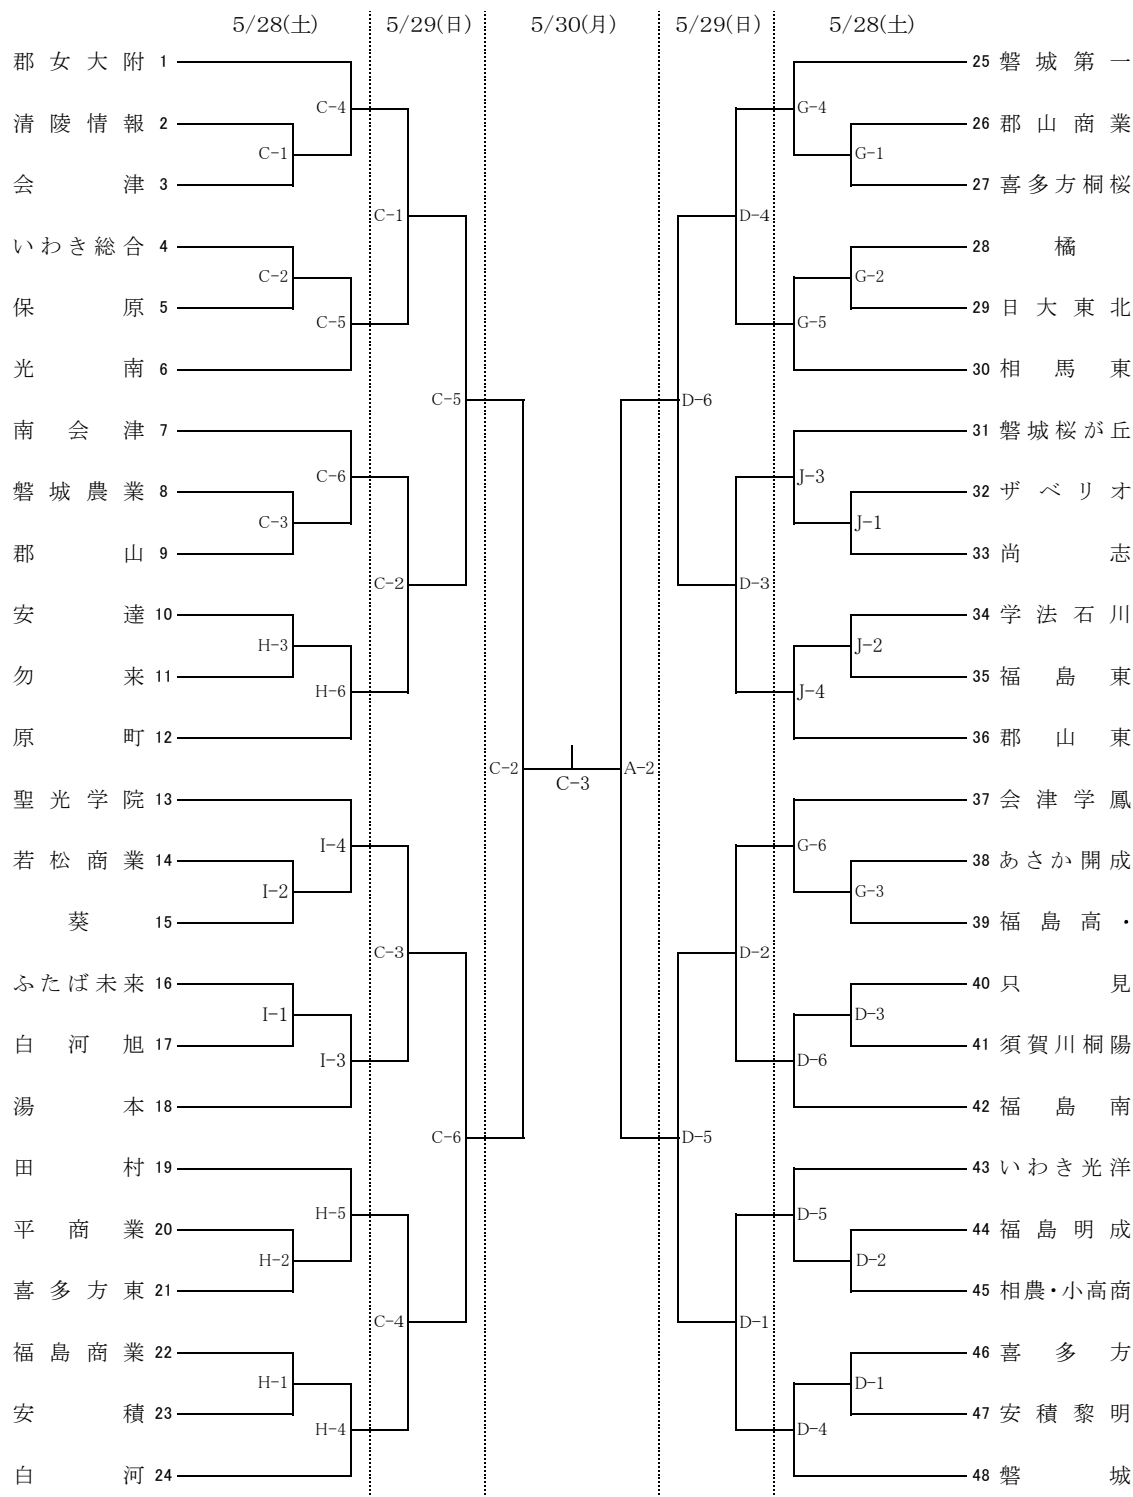 5/28(土) 5/29(日) 5/30(月) 5/29(日) 5/28(土)
郡女大附 1
25 磐城第一
C-4
G-4
清陵情報 2
26 郡山商業
C-1
G-1
会津 3
27 喜多方桐桜
C-1
D-4
いわき総合 4
28 橘
C-2
G-2
保原 5
29 日大東北
C-5
G-5
光南 6
30 相馬東
C-5
D-6
南会津 7
31 磐城桜が丘
C-6
J-3
磐城農業 8
32 ザベリオ
C-3
J-1
郡山 9
33 尚志
C-2
D-3
安達 10
34 学法石川
H-3
J-2
勿来 11
35 福島東
H-6
J-4
原町 12
36 郡山東
C-2
A-2
C-3
聖光学院 13
37 会津学鳳
I-4
G-6
若松商業 14
38 あさか開成
I-2
G-3
葵 15
39 福島高・
C-3
D-2
ふたば未来 16
40 只見
I-1
D-3
白河旭 17
41 須賀川桐陽
I-3
D-6
湯本 18
42 福島南
C-6
D-5
田村 19
43 いわき光洋
H-5
D-5
平商業 20
44 福島明成
H-2
D-2
喜多方東 21
45 相農・小高商
C-4
D-1
福島商業 22
46 喜多方
H-1
D-1
安積 23
47 安積黎明
H-4
D-4
白河 24
48 磐城